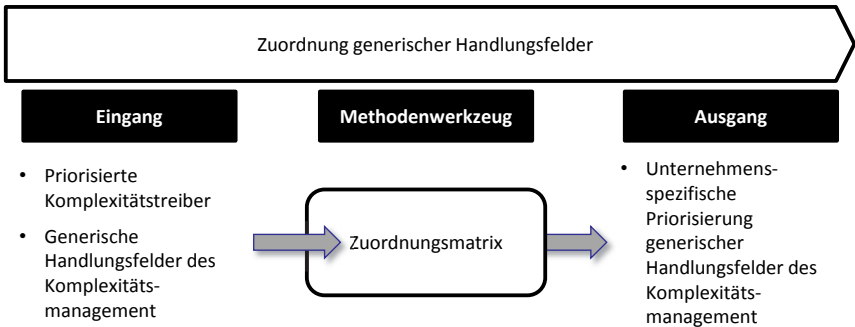 Zuordnung generischer Handlungsfelder
Eingang
Methodenwerkzeug
Ausgang
• Priorisierte
Komplexitätstreiber
• Generische
Handlungsfelder des
Komplexitäts-
management
Zuordnungsmatrix
• Unternehmens-
spezifische
Priorisierung
generischer
Handlungsfelder des
Komplexitäts-
management